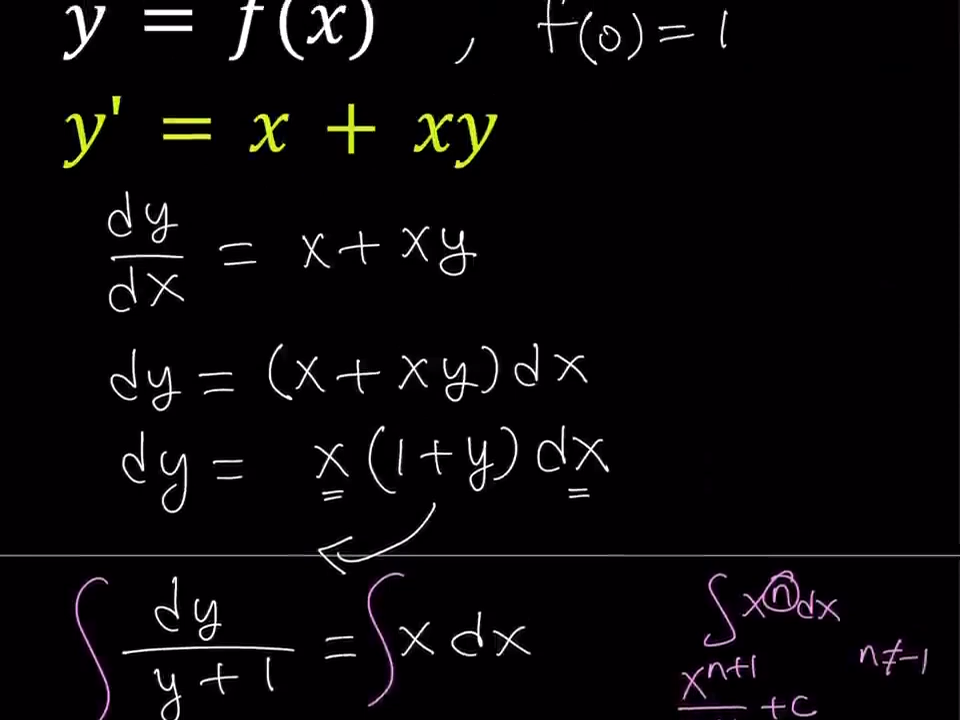 y = f(x) , f(0) = 1
y' = x + xy
dy/dx = x + xy
dy = (x + xy) dx
dy = x (1 + y) dx
∫ dy/(y + 1) = ∫ x dx
∫ xⁿ dx
n ≠ -1
xⁿ⁺¹ + c